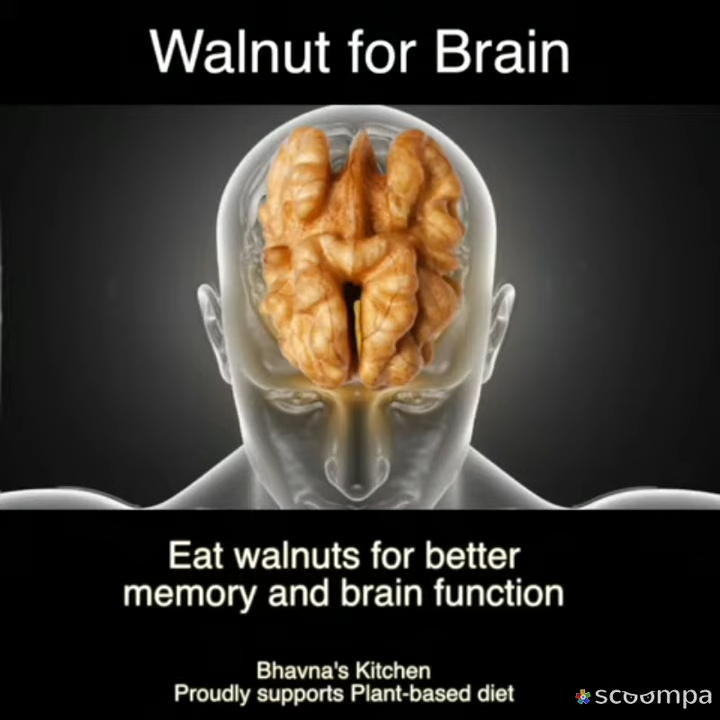 Walnut for Brain
Eat walnuts for better
memory and brain function
Bhavna's Kitchen
Proudly supports Plant-based diet
scoompa